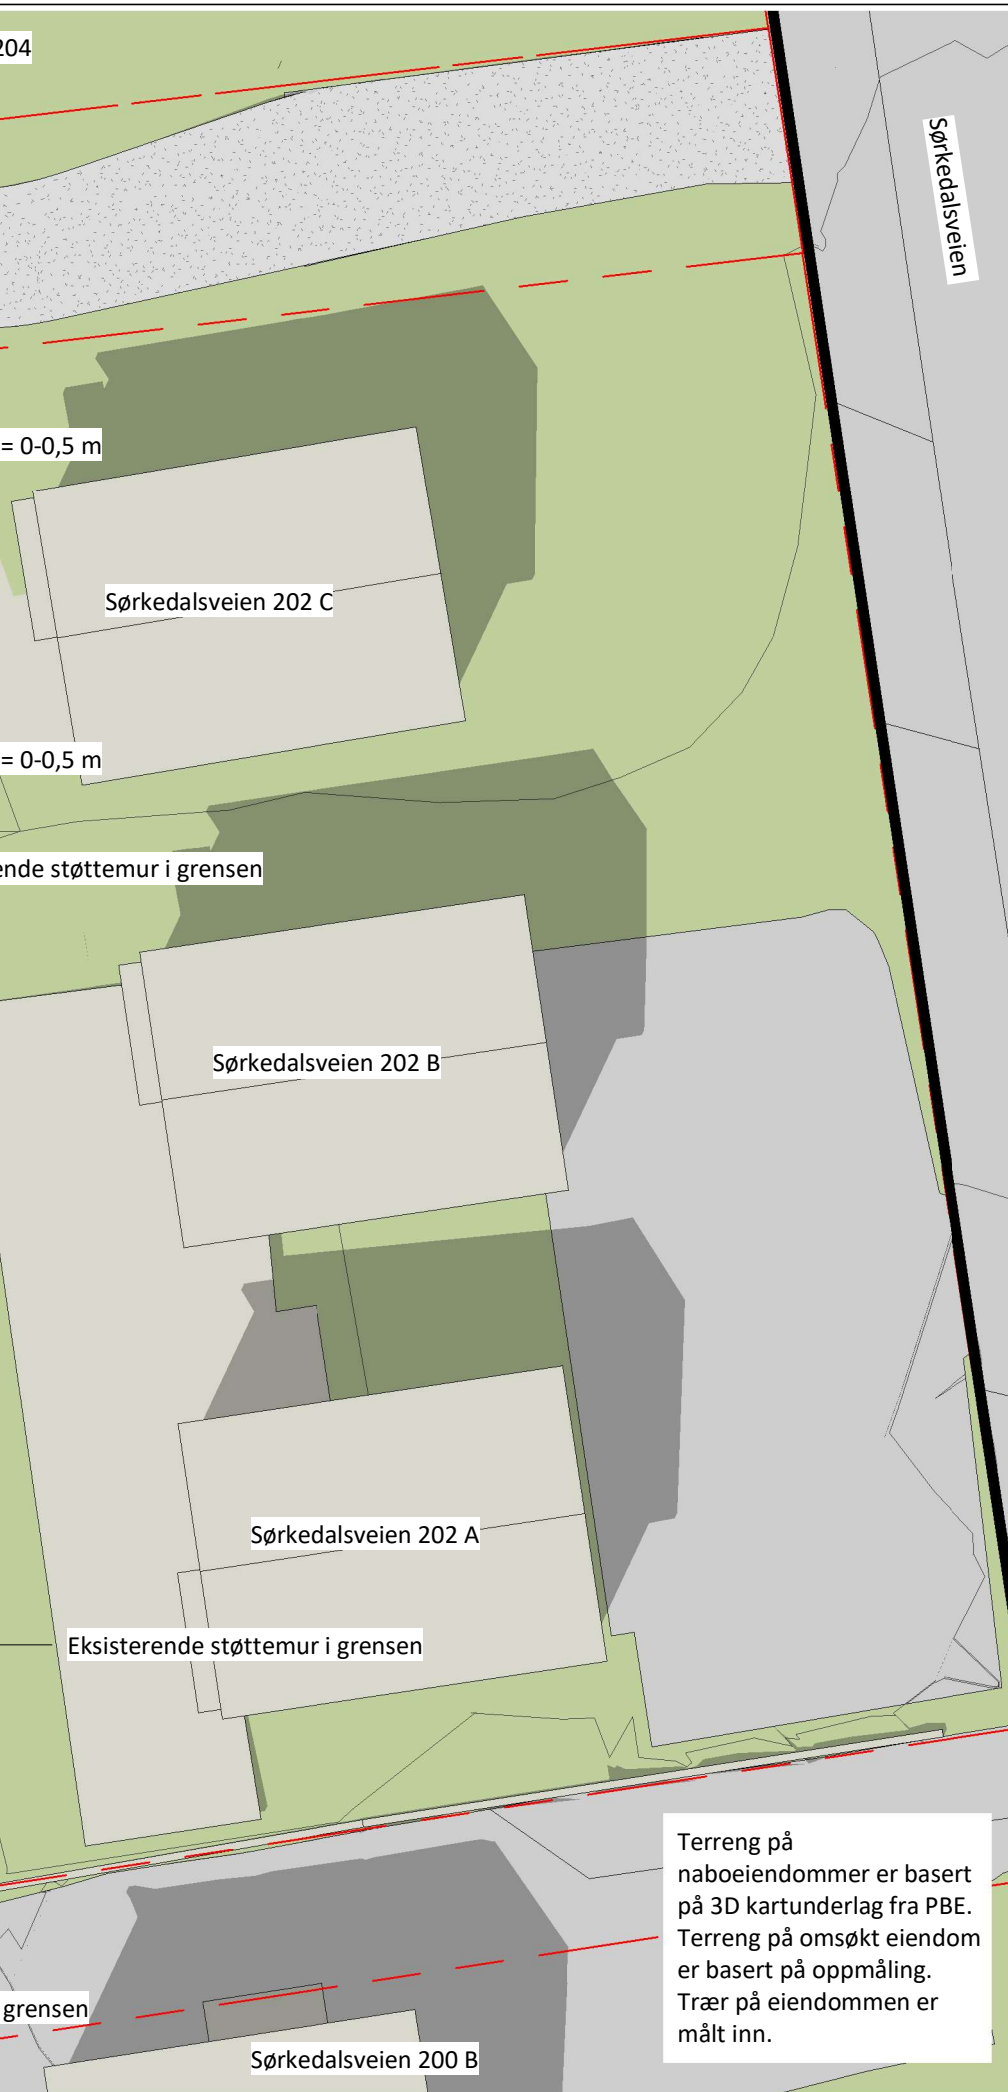 204
Sørkedalsveien
= 0-0,5 m
Sørkedalsveien 202 C
= 0-0,5 m
ende støttemur i grensen
Sørkedalsveien 202 B
Sørkedalsveien 202 A
Eksisterende støttemur i grensen
Terreng på
naboeiendommer er basert
på 3D kartunderlag fra PBE.
Terreng på omsøkt eiendom
er basert på oppmåling.
Trær på eiendommen er
målt inn.
grensen
Sørkedalsveien 200 B